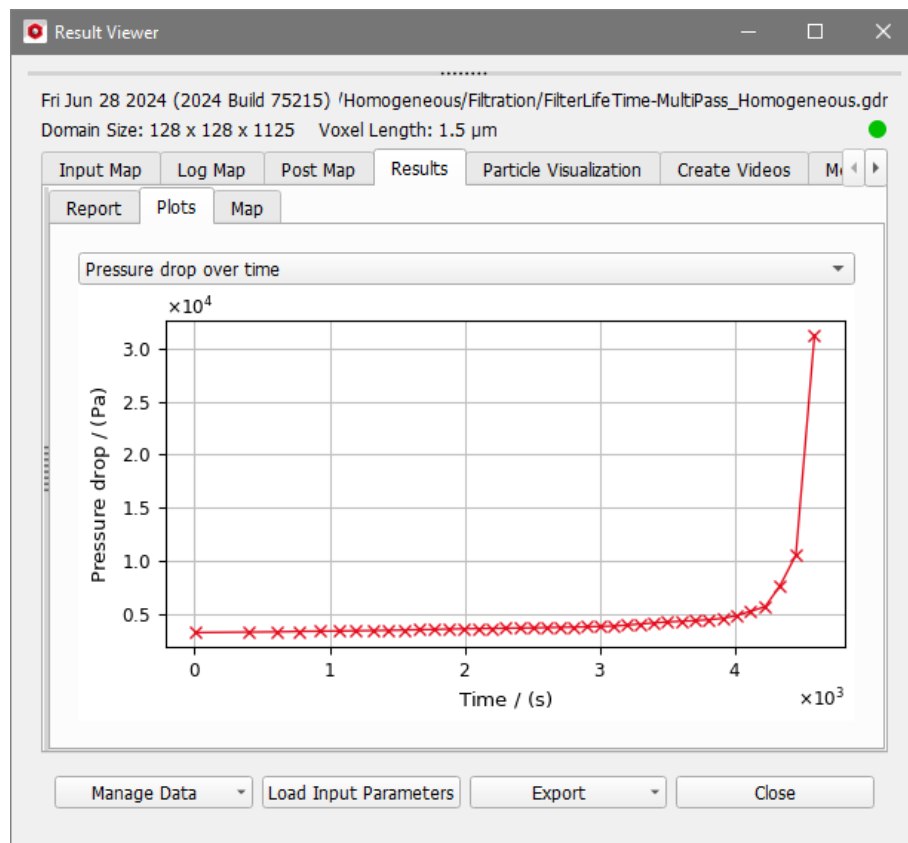 Result Viewer
Fri Jun 28 2024 (2024 Build 75215) /Homogeneous/Filtration/FilterLifeTime-MultiPass_Homogeneous.gdr
Domain Size: 128 x 128 x 1125 Voxel Length: 1.5 µm
Input Map Log Map Post Map Results Particle Visualization Create Videos
Report Plots Map
Pressure drop over time
×10⁴
3.0
2.5
2.0
1.5
1.0
0.5
Pressure drop / (Pa)
0 1 2 3 4
Time / (s) ×10³
Manage Data Load Input Parameters Export Close